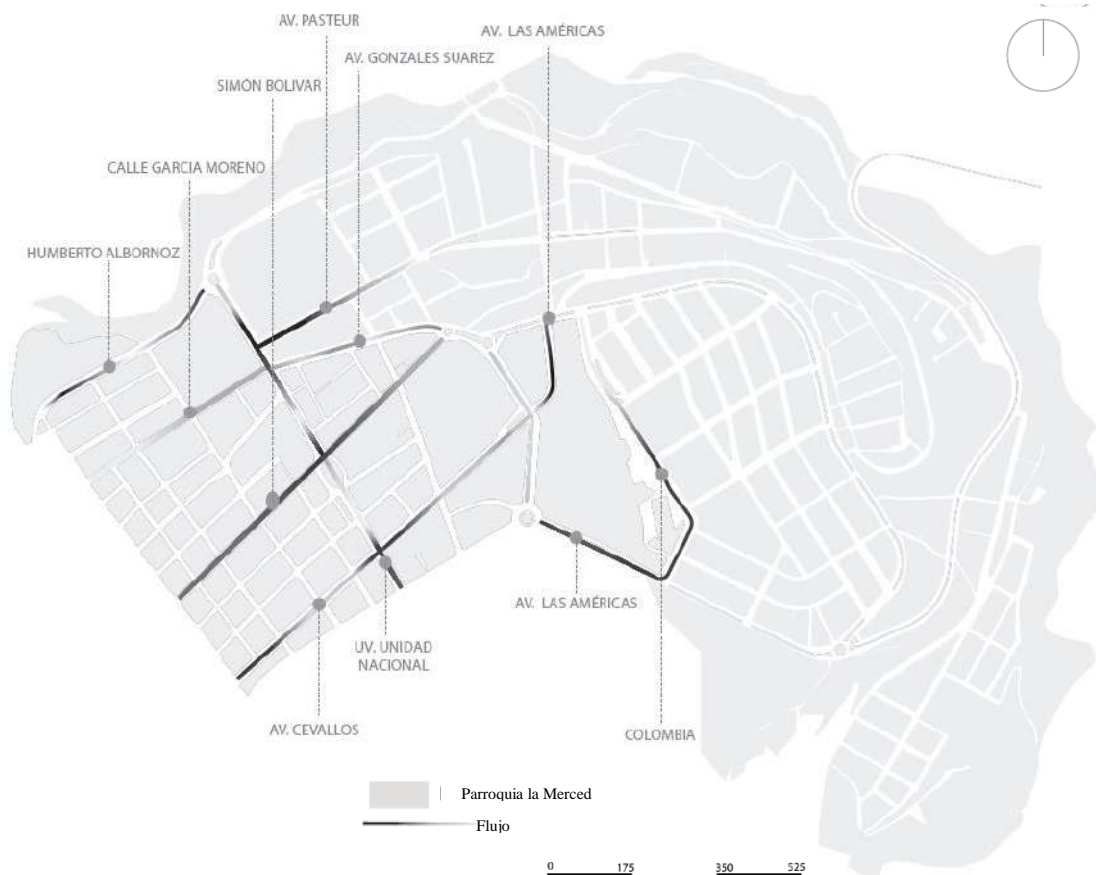 AV. PASTEUR
AV. LAS AMÉRICAS
AV. GONZALES SUAREZ
SIMÓN BOLIVAR
CALLE GARCIA MORENO
HUMBERTO ALBORNOZ
AV. LAS AMÉRICAS
UV. UNIDAD
NACIONAL
AV. CEVALLOS
COLOMBIA
Parroquia la Merced
Flujo
0 175 350 525